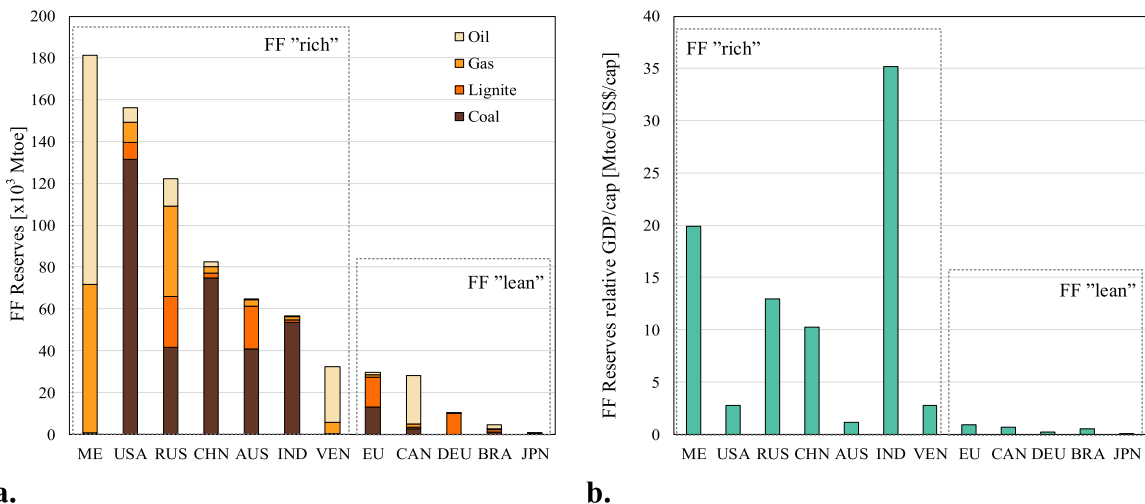 FF Reserves [x10³ Mtoe]
200
180
160
140
120
100
80
60
40
20
0
FF ”rich”
Oil
Gas
Lignite
Coal
FF ”lean”
ME USA RUS CHN AUS IND VEN EU CAN DEU BRA JPN
a.
FF Reserves relative GDP/cap [Mtoe/US$/cap]
40
35
30
25
20
15
10
5
0
FF ”rich”
FF ”lean”
ME USA RUS CHN AUS IND VEN EU CAN DEU BRA JPN
b.